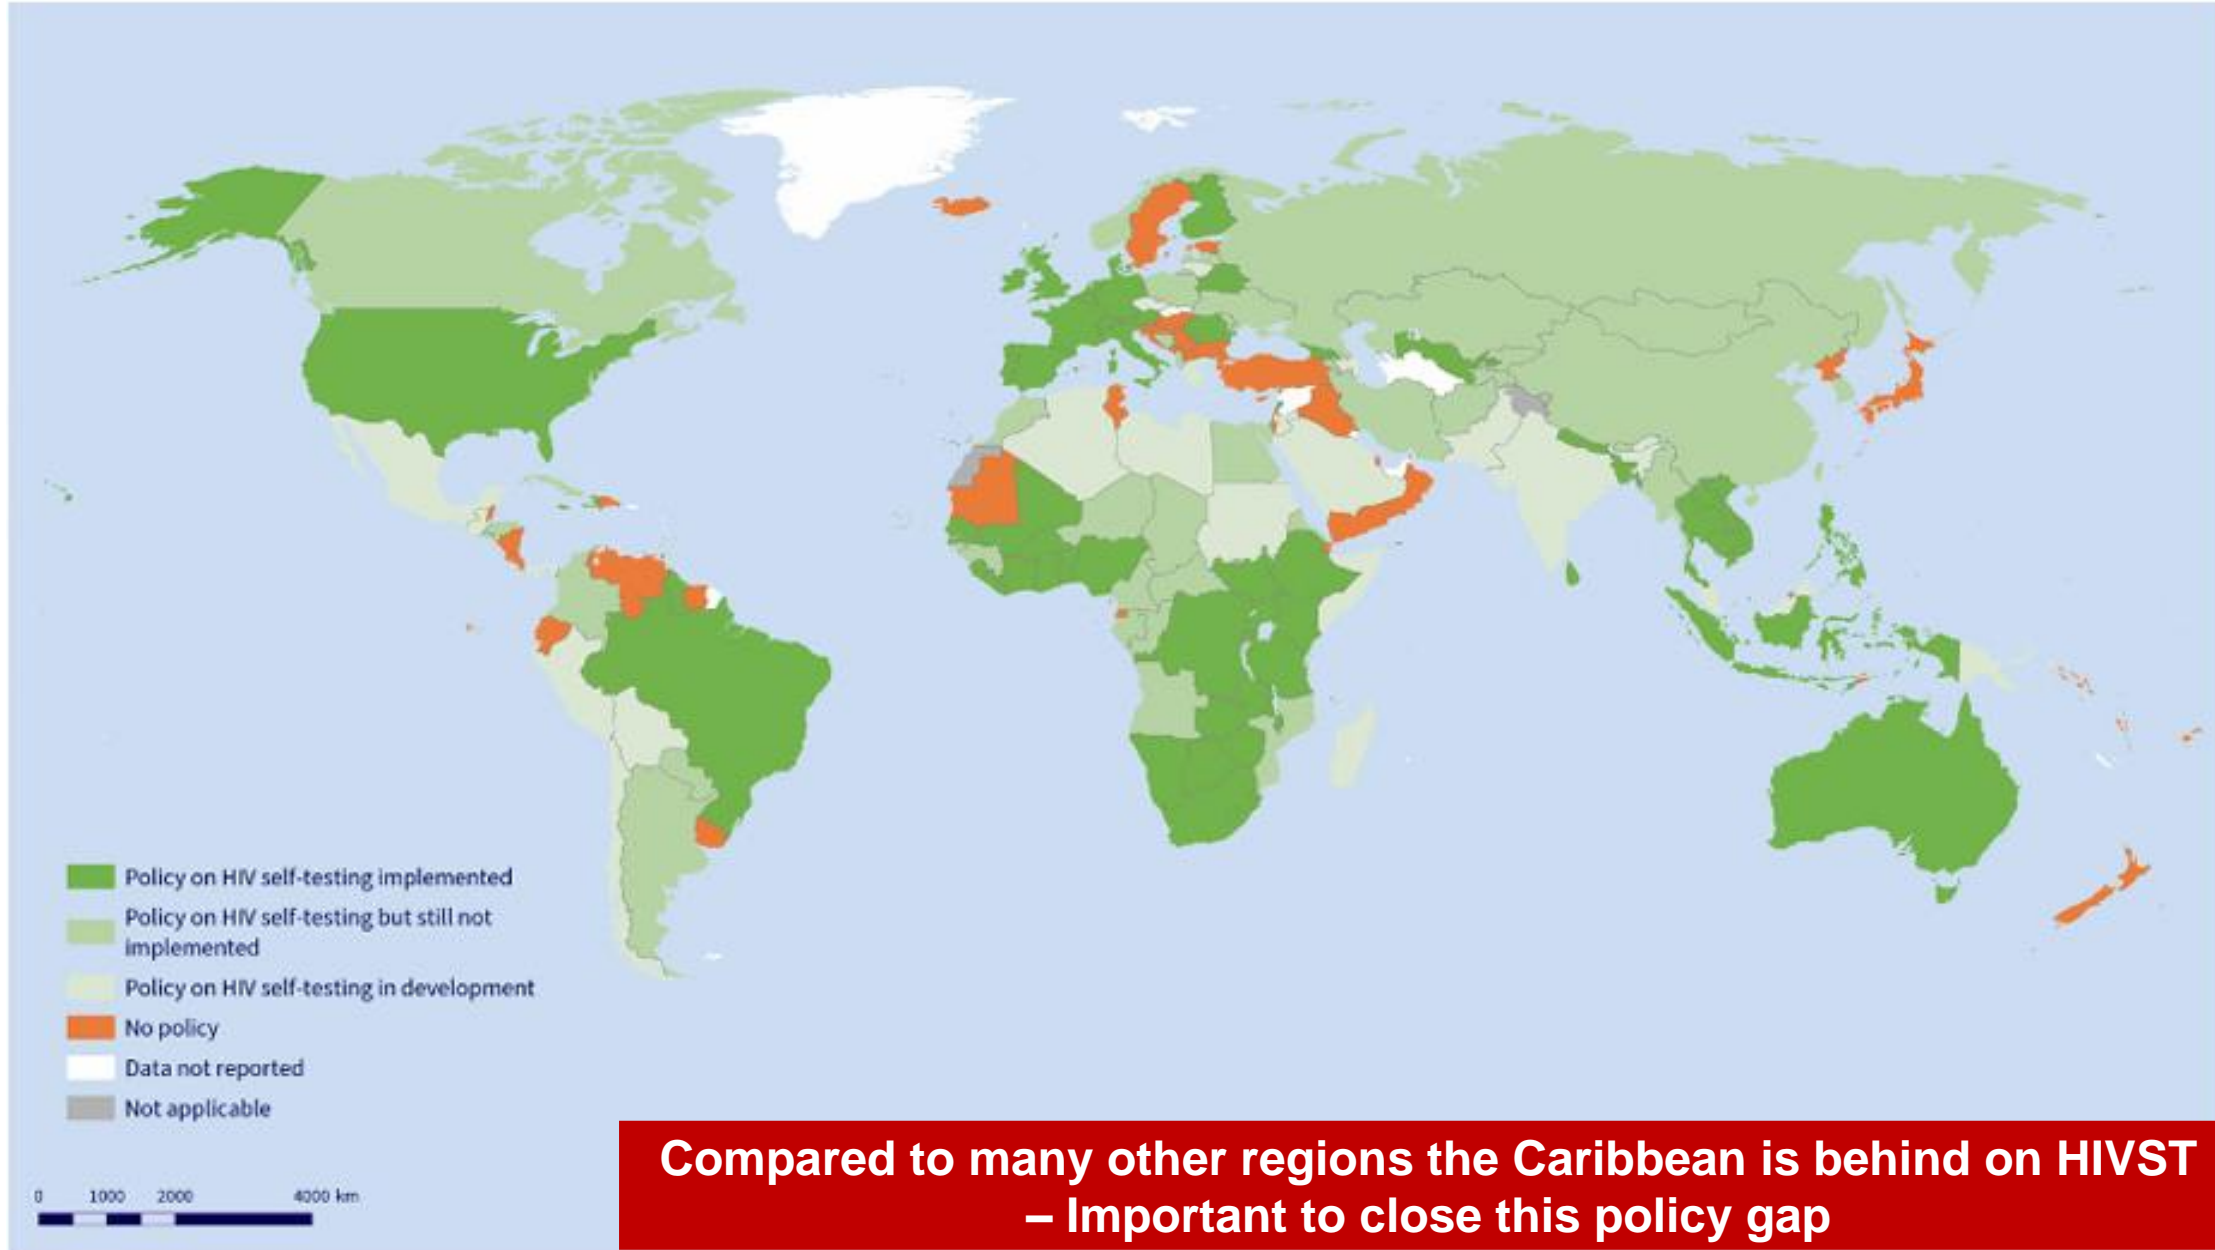 Policy on HIV self-testing implemented
Policy on HIV self-testing but still not
implemented
Policy on HIV self-testing in development
No policy
Data not reported
Not applicable
0 1000 2000 4000 km
Compared to many other regions the Caribbean is behind on HIVST
– Important to close this policy gap